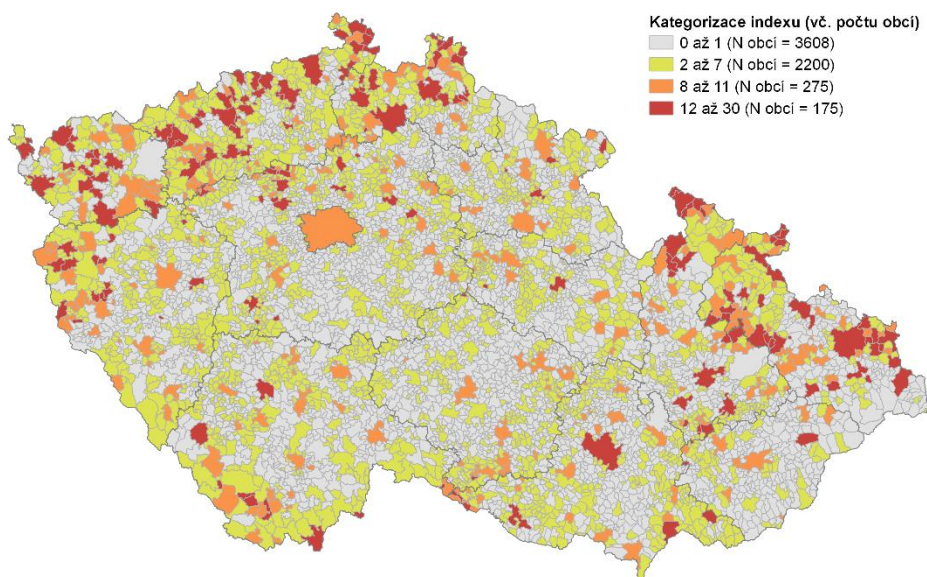 Kategorizace indexu (vč. počtu obcí)
0 až 1 (N obcí = 3608)
2 až 7 (N obcí = 2200)
8 až 11 (N obcí = 275)
12 až 30 (N obcí = 175)